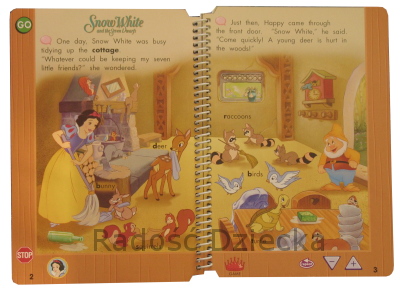 GO
Snow White
and the Seven Dwarfs
One day, Snow White was busy
tidying up the cottage.
"Whatever could be keeping my seven
little friends?" she wondered.
deer
bunny
STOP
2
Just then, Happy came through
the front door. "Snow White," he said.
"Come quickly! A young deer is hurt in
the woods!"
raccoons
birds
3
Radość Dziecka